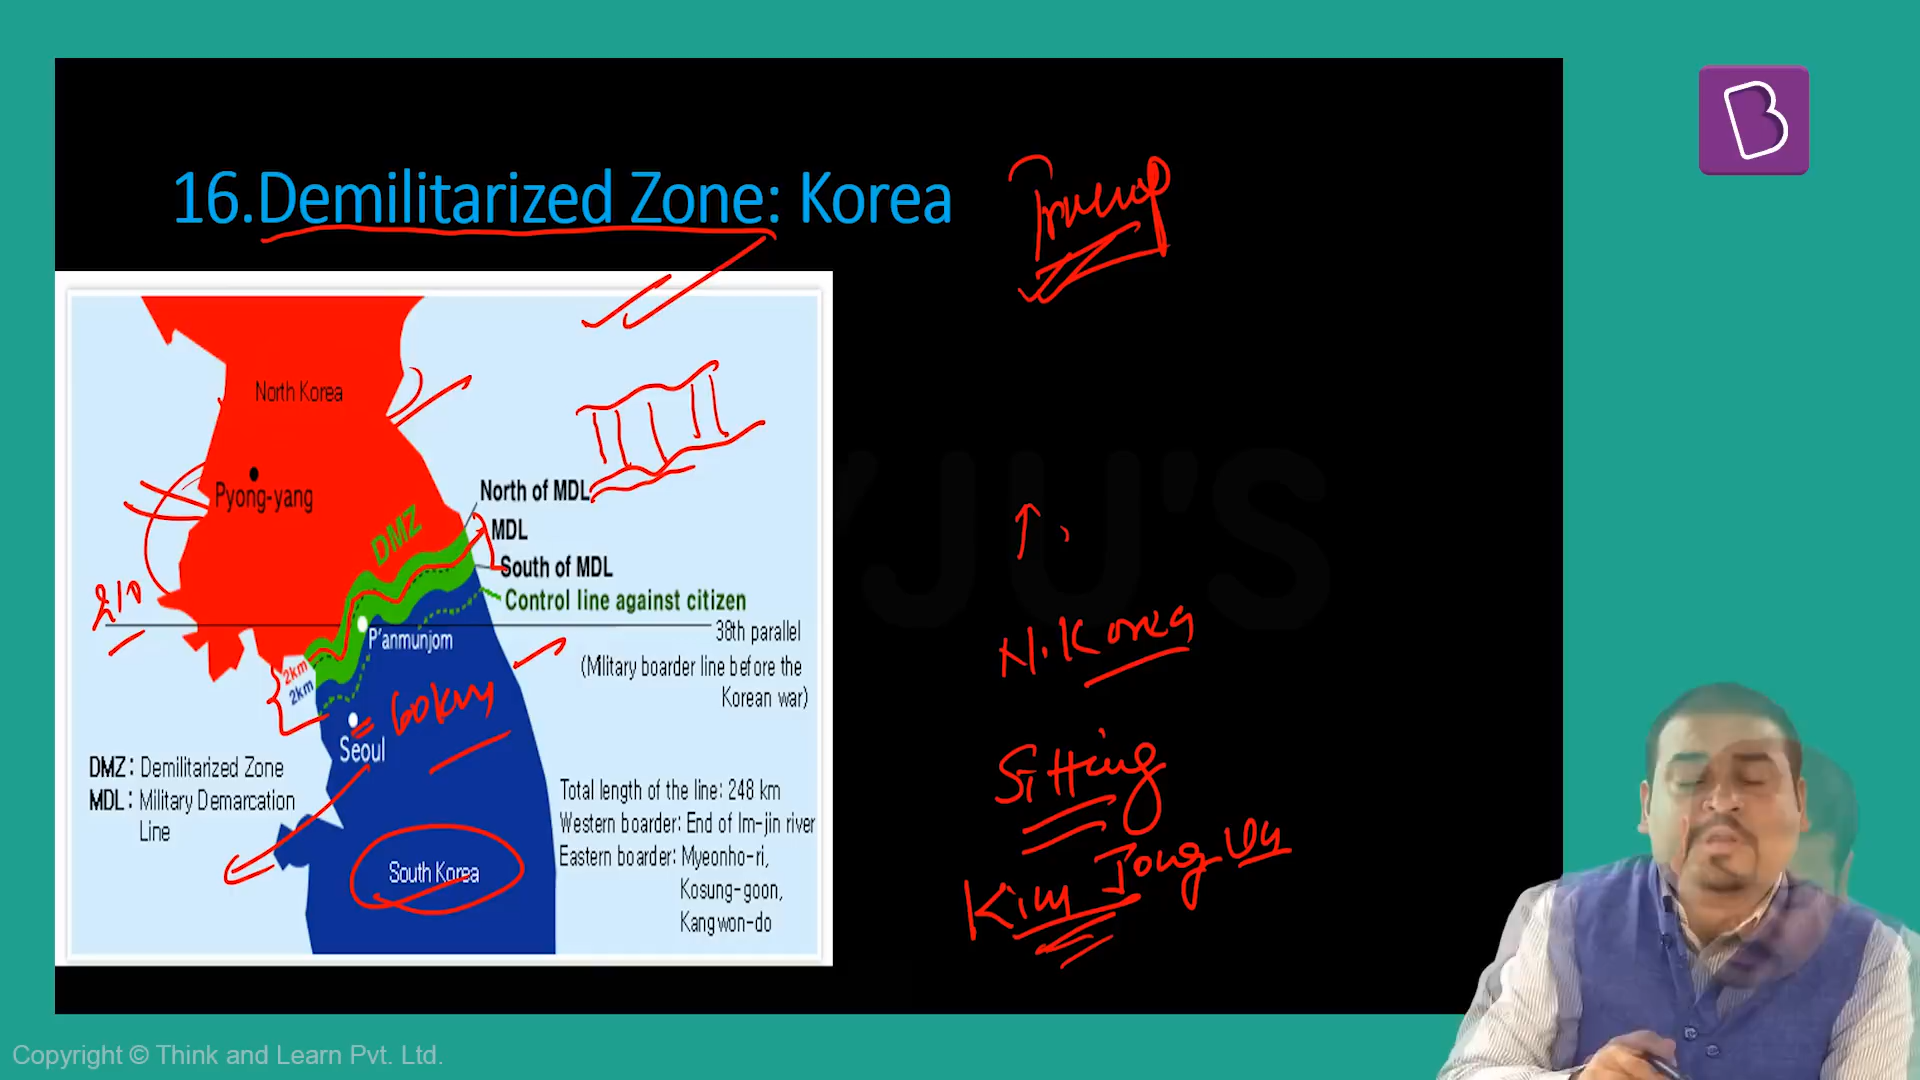 16.Demilitarized Zone: Korea
Trump
North Korea
Pyong-yang
DMZ
North of MDL
MDL
South of MDL
Control line against citizen
38th parallel
(Military boarder line before the
Korean war)
P'anmunjom
2km
2km
= 60km
Seoul
DMZ: Demilitarized Zone
MDL: Military Demarcation
Line
South Korea
Total length of the line: 248 km
Western boarder: End of Im-jin river
Eastern boarder: Myeonho-ri,
Kosung-goon,
Kangwon-do
N. Korea
Sitting
Kim Jong Un
BYJU'S
Copyright © Think and Learn Pvt. Ltd.